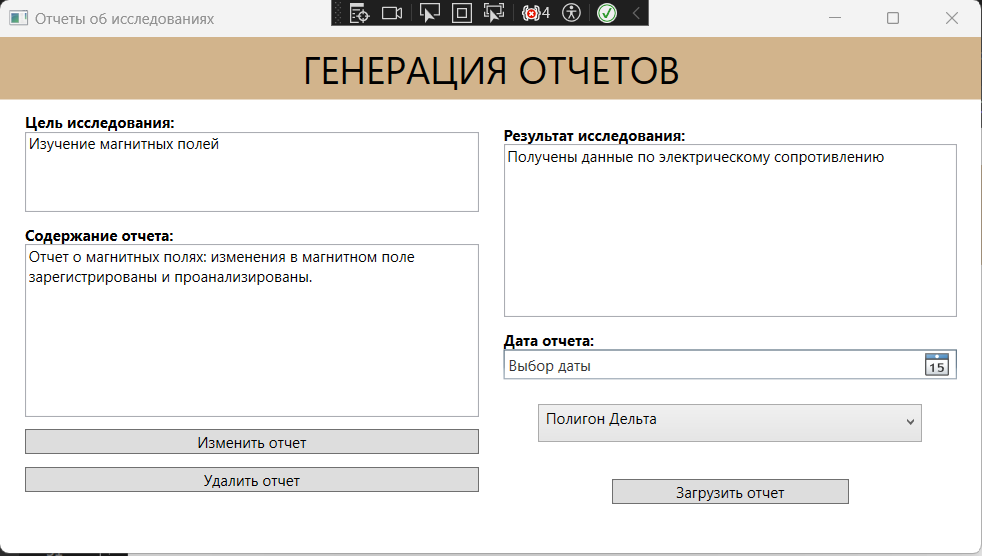 Отчеты об исследованиях
4
ГЕНЕРАЦИЯ ОТЧЕТОВ
Цель исследования:
Изучение магнитных полей
Содержание отчета:
Отчет о магнитных полях: изменения в магнитном поле
зарегистрированы и проанализированы.
Изменить отчет
Удалить отчет
Результат исследования:
Получены данные по электрическому сопротивлению
Дата отчета:
Выбор даты
15
Полигон Дельта
Загрузить отчет